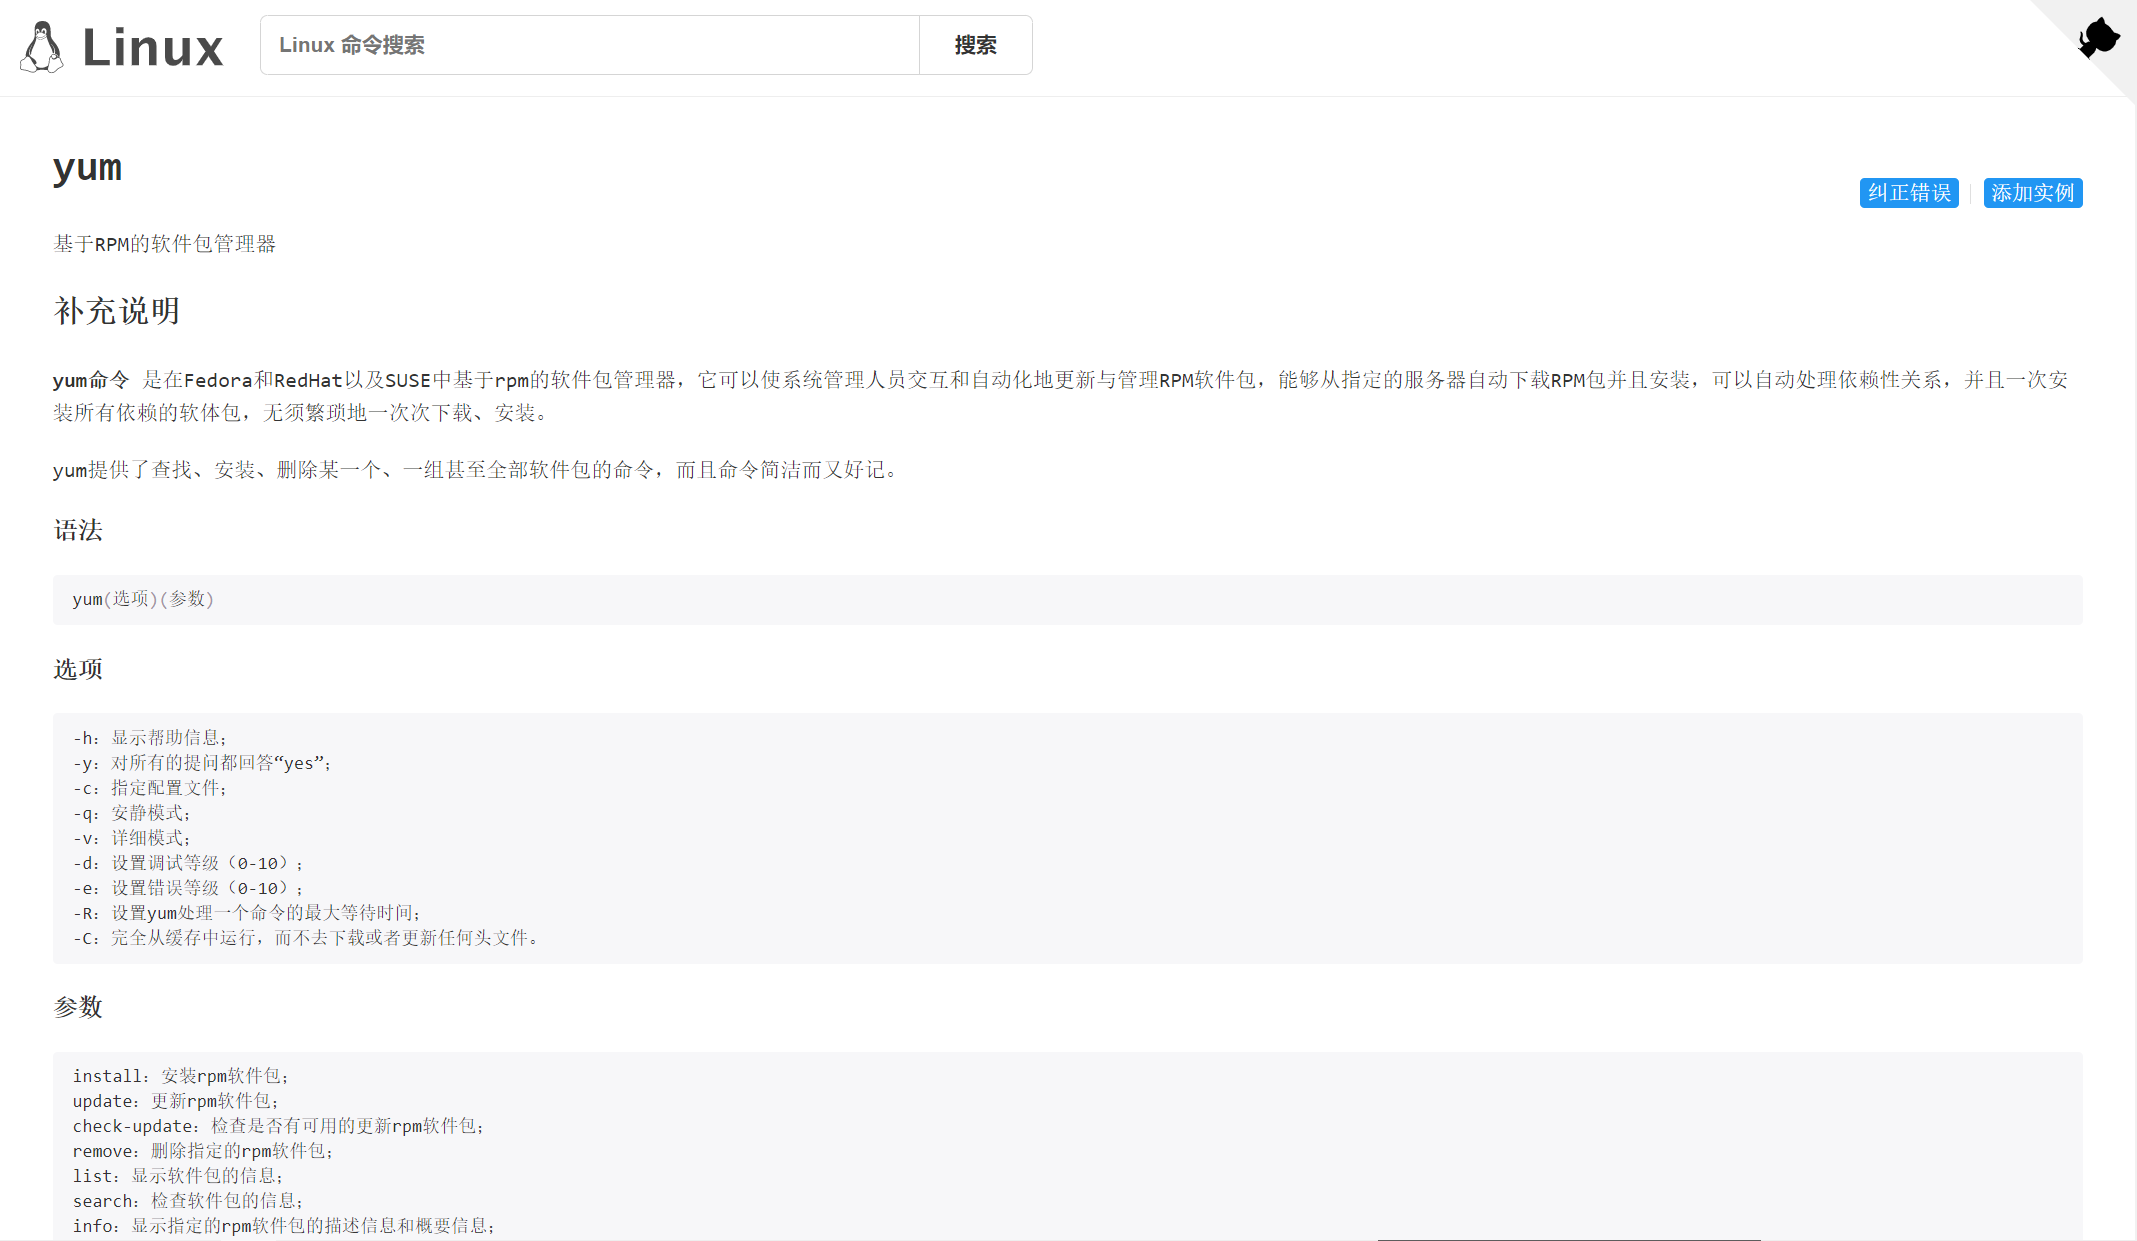 Linux
Linux 命令搜索
搜索
yum
纠正错误
添加实例
基于RPM的软件包管理器
补充说明
yum命令 是在Fedora和RedHat以及SUSE中基于rpm的软件包管理器，它可以使系统管理人员交互和自动化地更新与管理RPM软件包，能够从指定的服务器自动下载RPM包并且安装，可以自动处理依赖性关系，并且一次安
装所有依赖的软体包，无须繁琐地一次次下载、安装。
yum提供了查找、安装、删除某一个、一组甚至全部软件包的命令，而且命令简洁而又好记。
语法
yum(选项)(参数)
选项
-h：显示帮助信息；
-y：对所有的提问都回答“yes”；
-c：指定配置文件；
-q：安静模式；
-v：详细模式；
-d：设置调试等级（0-10）；
-e：设置错误等级（0-10）；
-R：设置yum处理一个命令的最大等待时间；
-C：完全从缓存中运行，而不去下载或者更新任何头文件。
参数
install：安装rpm软件包；
update：更新rpm软件包；
check-update：检查是否有可用的更新rpm软件包；
remove：删除指定的rpm软件包；
list：显示软件包的信息；
search：检查软件包的信息；
info：显示指定的rpm软件包的描述信息和概要信息；